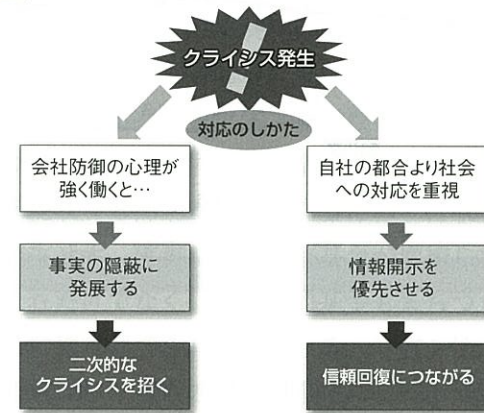 クライシス発生
対応のしかた
会社防御の心理が
強く働くと…
事実の隠蔽に
発展する
二次的な
クライシスを招く
自社の都合より社会
への対応を重視
情報開示を
優先させる
信頼回復につながる